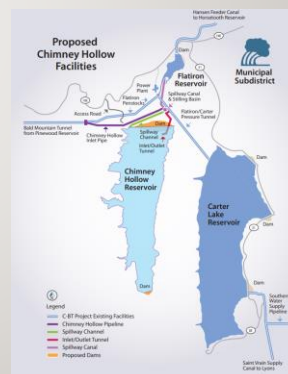 Hansen Feeder Canal
to Horsetooth Reservoir
Proposed
Chimney Hollow
Facilities
Dam
Flatiron
Reservoir
Municipal
Subdistrict
Power
Plant
Spillway Canal
& Stilling Basin
Flatiron
Penstocks
Access Road
Flatiron/Carter
Pressure Tunnel
Bald Mountain Tunnel
from Pinewood Reservoir
Chimney Hollow
Inlet Pipe
Dam
Spillway
Channel
Inlet/Outlet
Tunnel
Dam
Chimney
Hollow
Reservoir
Carter
Lake
Reservoir
Dam
Dam
Southern
Water
Supply
Pipeline
Legend
C-BT Project Existing Facilities
Chimney Hollow Pipeline
Spillway Channel
Inlet/Outlet Tunnel
Spillway Canal
Proposed Dams
Saint Vrain Supply
Canal to Lyons